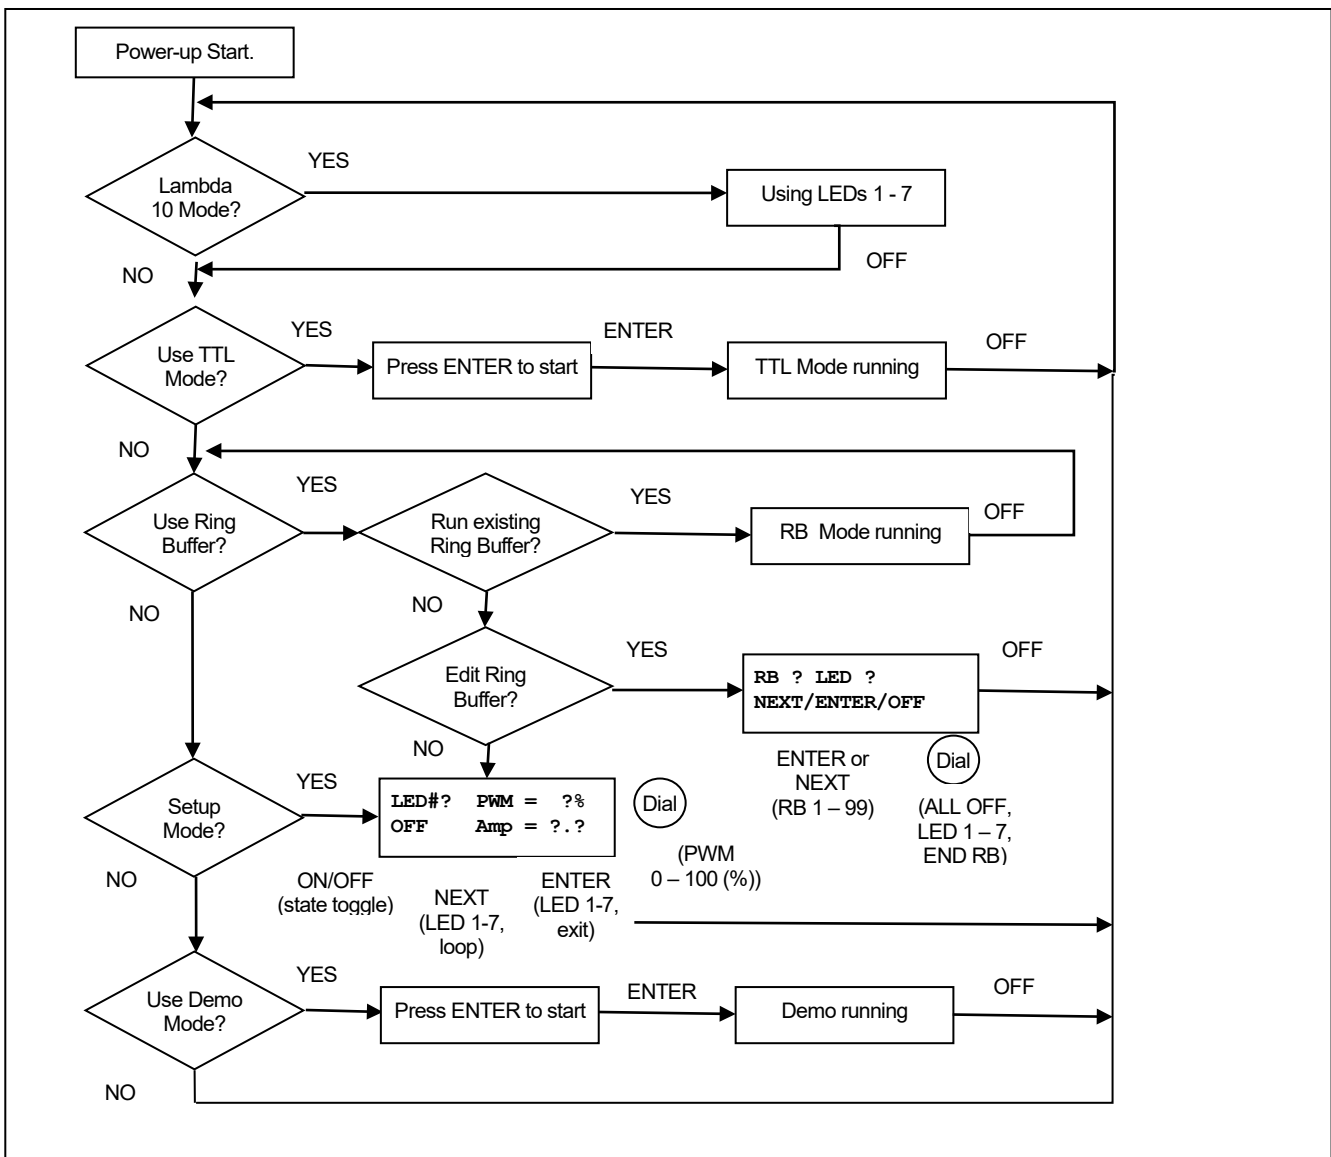 Power-up Start.
YES
Lambda
10 Mode?
Using LEDs 1 - 7
OFF
NO
YES
ENTER
OFF
Use TTL
Mode?
Press ENTER to start
TTL Mode running
NO
YES
YES
OFF
Use Ring
Buffer?
Run existing
Ring Buffer?
RB Mode running
NO
NO
YES
OFF
Edit Ring
Buffer?
RB ? LED ?
NEXT/ENTER/OFF
NO
ENTER or
NEXT
(RB 1 – 99)
Dial
(ALL OFF,
LED 1 – 7,
END RB)
YES
Setup
Mode?
LED#? PWM = ?%
OFF Amp = ?.?
Dial
(PWM
0 – 100 (%))
NO
ON/OFF
(state toggle)
NEXT
(LED 1-7,
loop)
ENTER
(LED 1-7,
exit)
YES
ENTER
OFF
Use Demo
Mode?
Press ENTER to start
Demo running
NO